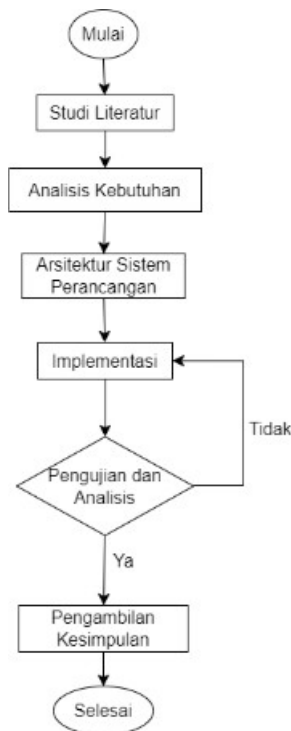 Mulai
Studi Literatur
Analisis Kebutuhan
Arsitektur Sistem
Perancangan
Implementasi
Tidak
Pengujian dan
Analisis
Ya
Pengambilan
Kesimpulan
Selesai